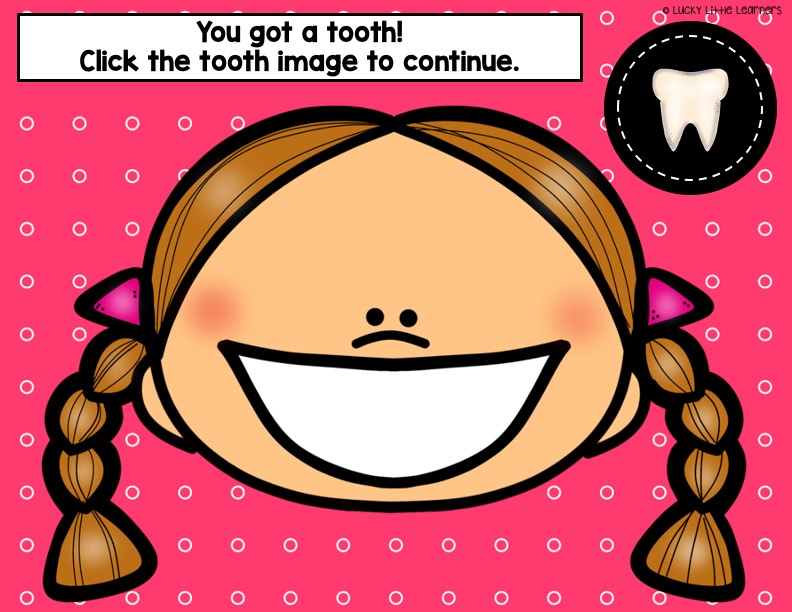 © Lucky Little Learners
You got a tooth!
Click the tooth image to continue.